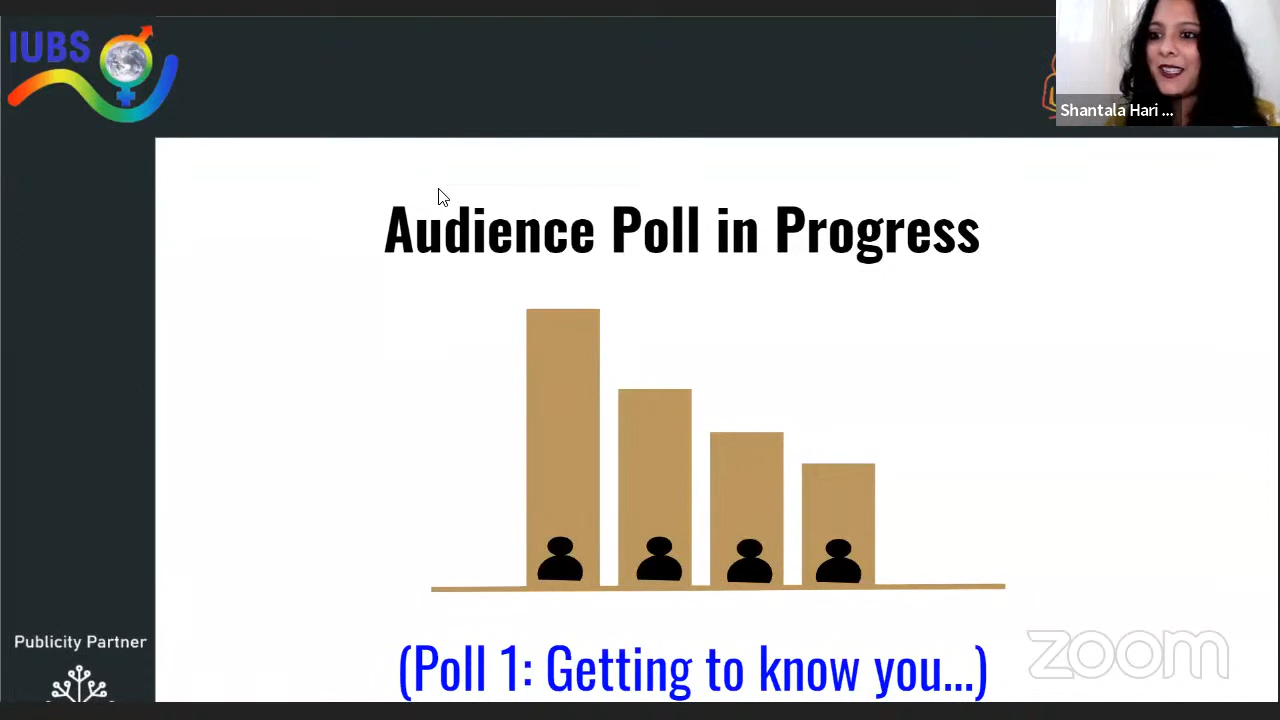 IUBS
Shantala Hari ...
Audience Poll in Progress
Publicity Partner
(Poll 1: Getting to know you...)
zoom